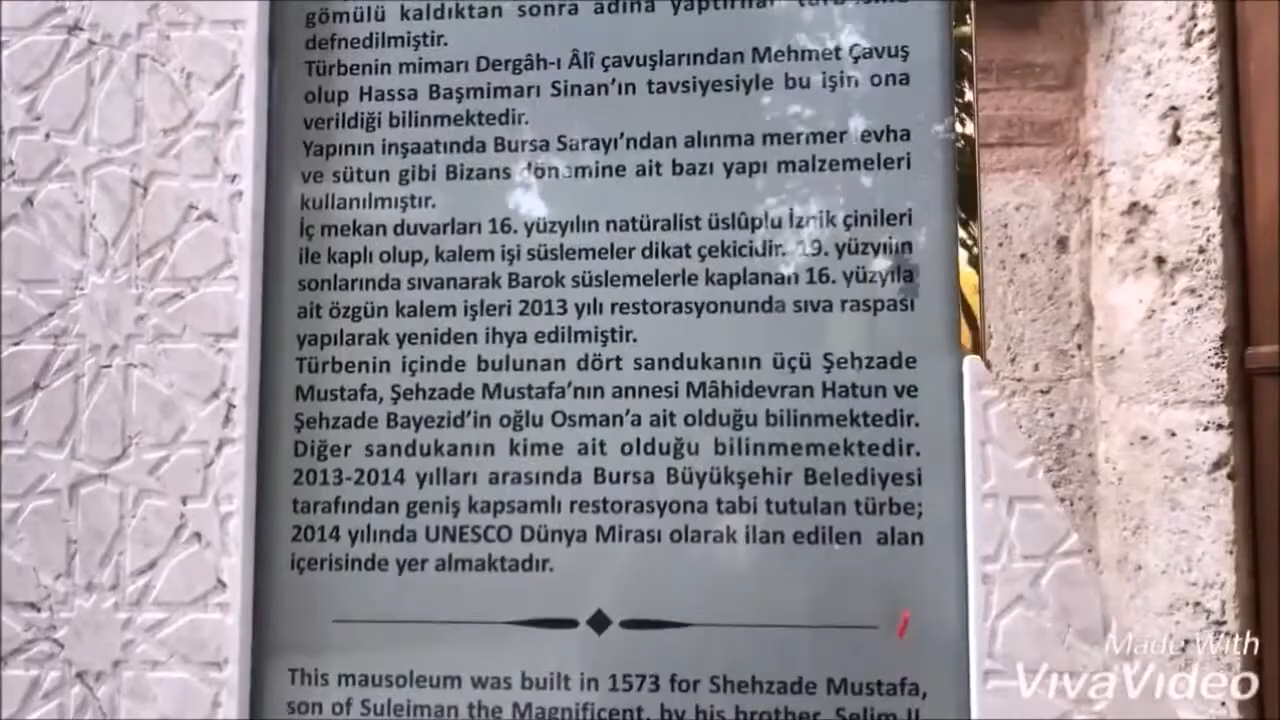 gömülü kaldıktan sonra adına
defnedilmiştir.
Türbenin mimarı Dergâh-ı Âlî çavuşlarından Mehmet Çavuş
olup Hassa Başmimarı Sinan’ın tavsiyesiyle bu işin ona
verildiği bilinmektedir.
Yapının inşaatında Bursa Sarayı’ndan alınma mermer levha
ve sütun gibi Bizans dönemine ait bazı yapı malzemeleri
kullanılmıştır.
İç mekan duvarları 16. yüzyılın natüralist üslûplu İznik çinileri
ile kaplı olup, kalem işi süslemeler dikat çekicidir. 19. yüzyılın
sonlarında sıvanarak Barok süslemelerle kaplanan 16. yüzyıla
ait özgün kalem işleri 2013 yılı restorasyonunda sıva raspası
yapılarak yeniden ihya edilmiştir.
Türbenin içinde bulunan dört sandukanın üçü Şehzade
Mustafa, Şehzade Mustafa’nın annesi Mâhidevran Hatun ve
Şehzade Bayezid’in oğlu Osman’a ait olduğu bilinmektedir.
Diğer sandukanın kime ait olduğu bilinmemektedir.
2013-2014 yılları arasında Bursa Büyükşehir Belediyesi
tarafından geniş kapsamlı restorasyona tabi tutulan türbe;
2014 yılında UNESCO Dünya Mirası olarak ilan edilen alan
içerisinde yer almaktadır.
This mausoleum was built in 1573 for Shehzade Mustafa,
son of Suleiman the Magnificent, by his brother, Selim II
Made With
VivaVideo